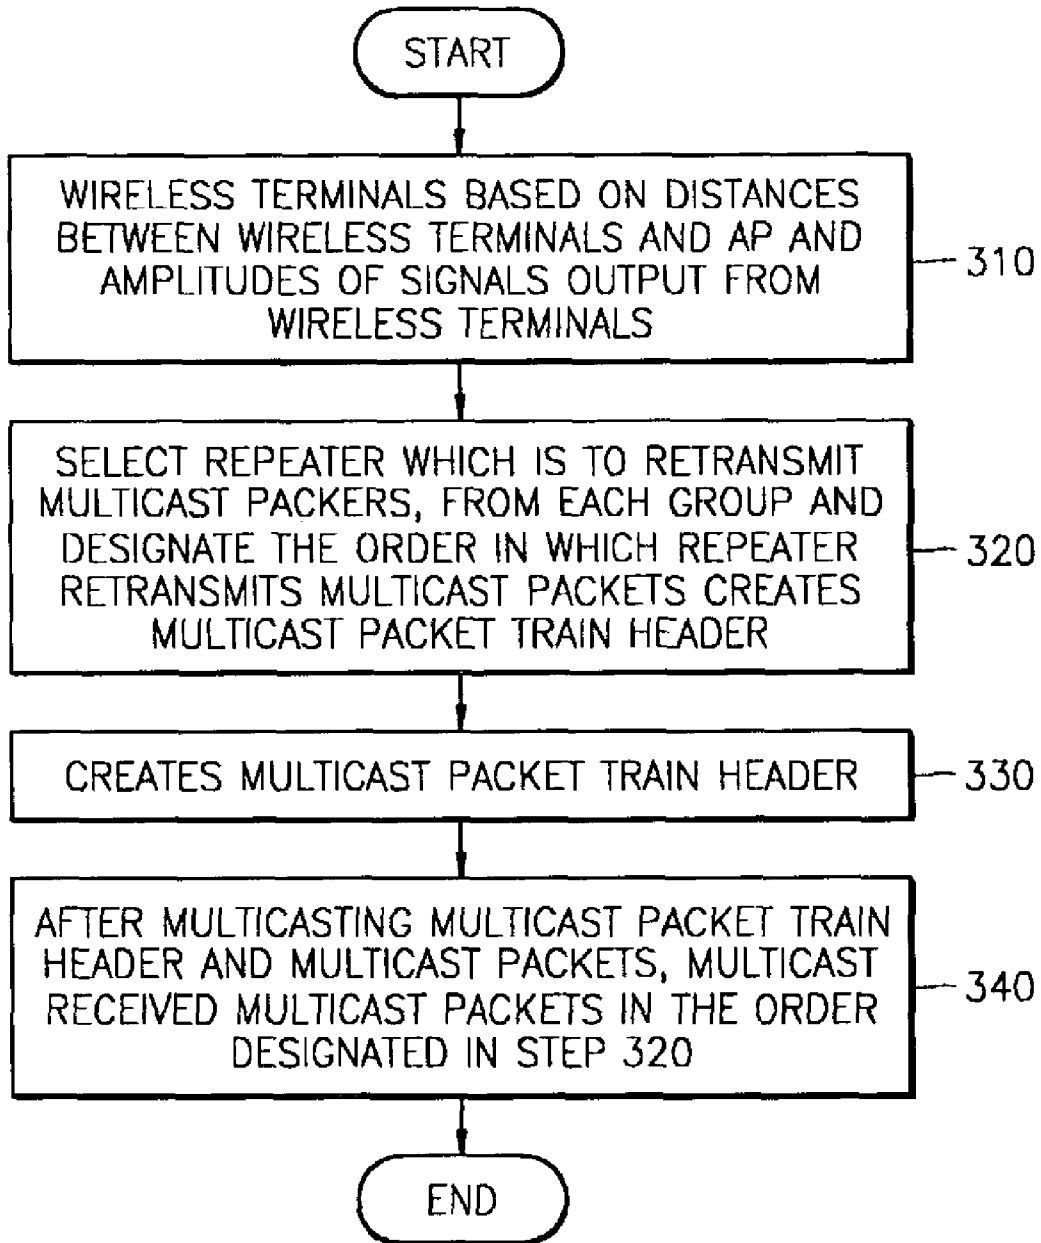 START
WIRELESS TERMINALS BASED ON DISTANCES
BETWEEN WIRELESS TERMINALS AND AP AND
AMPLITUDES OF SIGNALS OUTPUT FROM
WIRELESS TERMINALS
310
SELECT REPEATER WHICH IS TO RETRANSMIT
MULTICAST PACKERS, FROM EACH GROUP AND
DESIGNATE THE ORDER IN WHICH REPEATER
RETRANSMITS MULTICAST PACKETS CREATES
MULTICAST PACKET TRAIN HEADER
320
CREATES MULTICAST PACKET TRAIN HEADER
330
AFTER MULTICASTING MULTICAST PACKET TRAIN
HEADER AND MULTICAST PACKETS, MULTICAST
RECEIVED MULTICAST PACKETS IN THE ORDER
DESIGNATED IN STEP 320
340
END